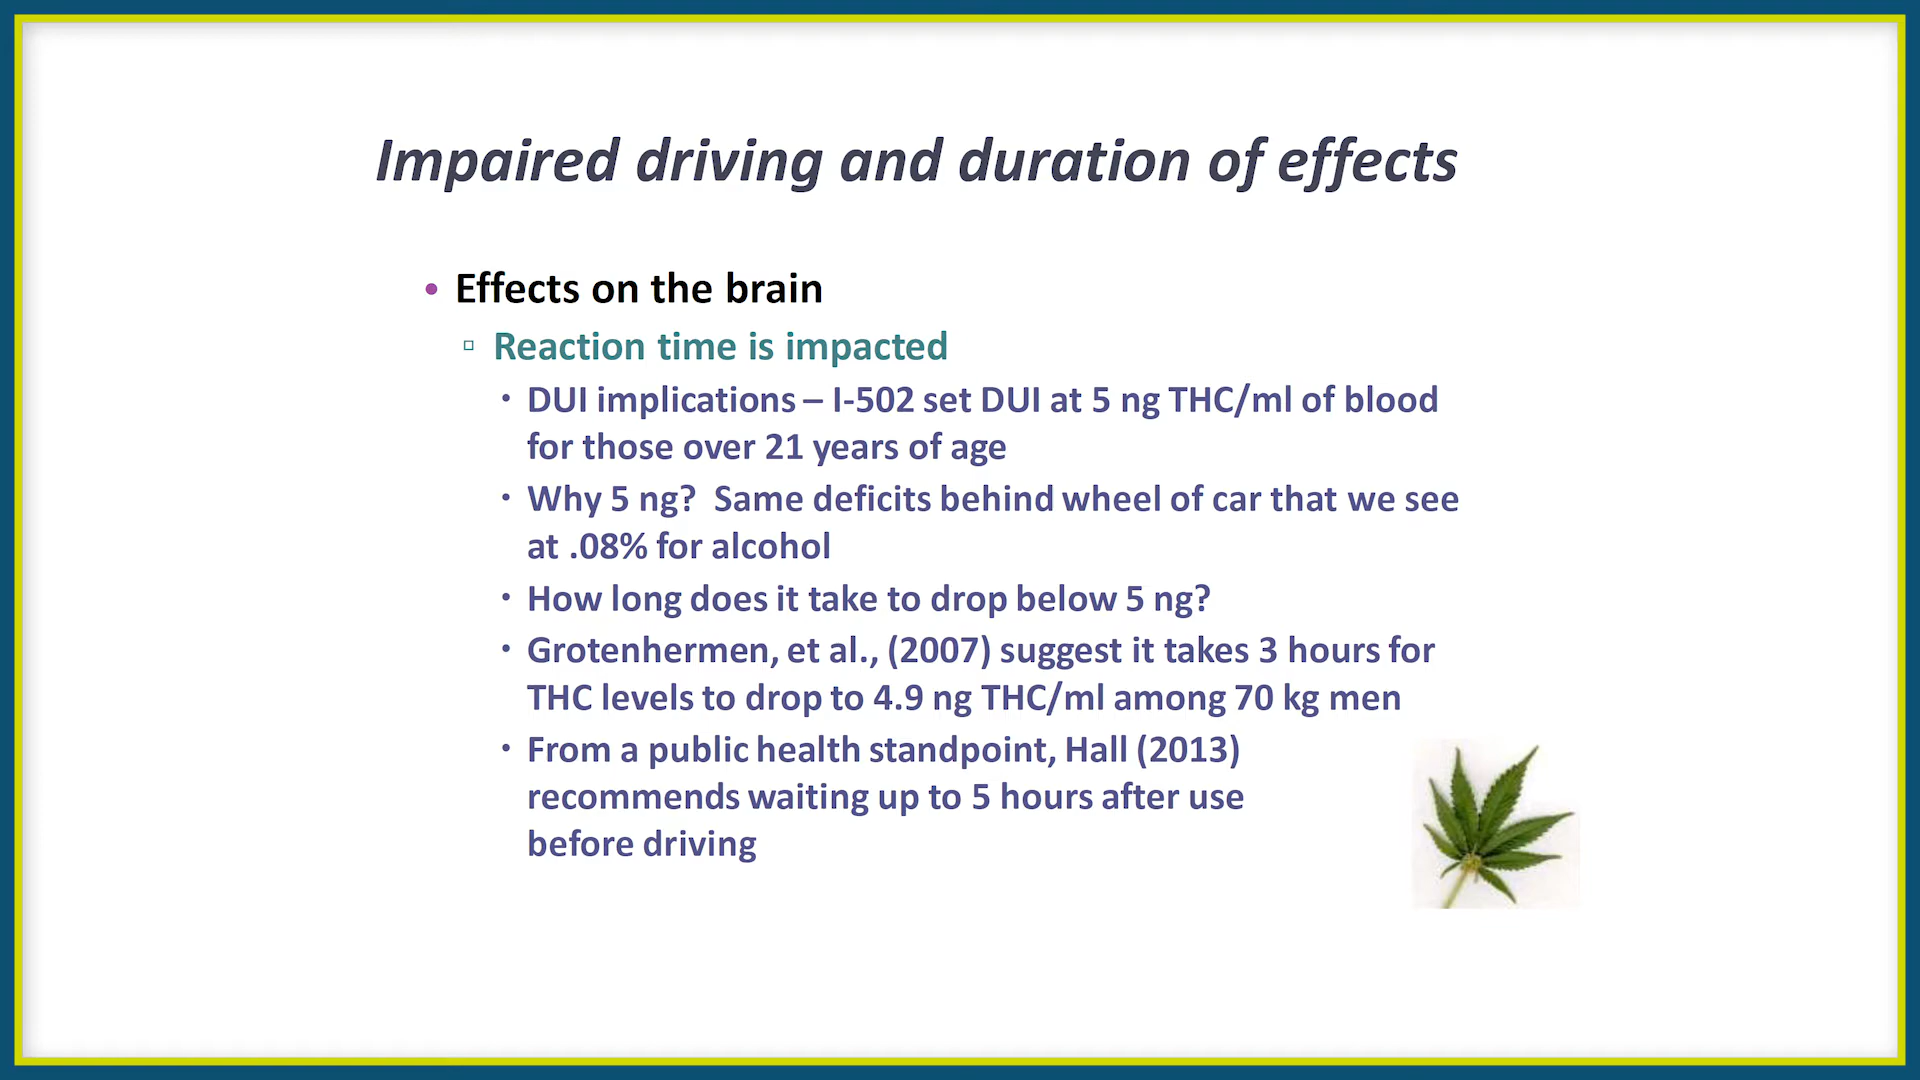 Impaired driving and duration of effects
• Effects on the brain
▫ Reaction time is impacted
· DUI implications – I-502 set DUI at 5 ng THC/ml of blood
for those over 21 years of age
· Why 5 ng?  Same deficits behind wheel of car that we see
at .08% for alcohol
· How long does it take to drop below 5 ng?
· Grotenhermen, et al., (2007) suggest it takes 3 hours for
THC levels to drop to 4.9 ng THC/ml among 70 kg men
· From a public health standpoint, Hall (2013)
recommends waiting up to 5 hours after use
before driving